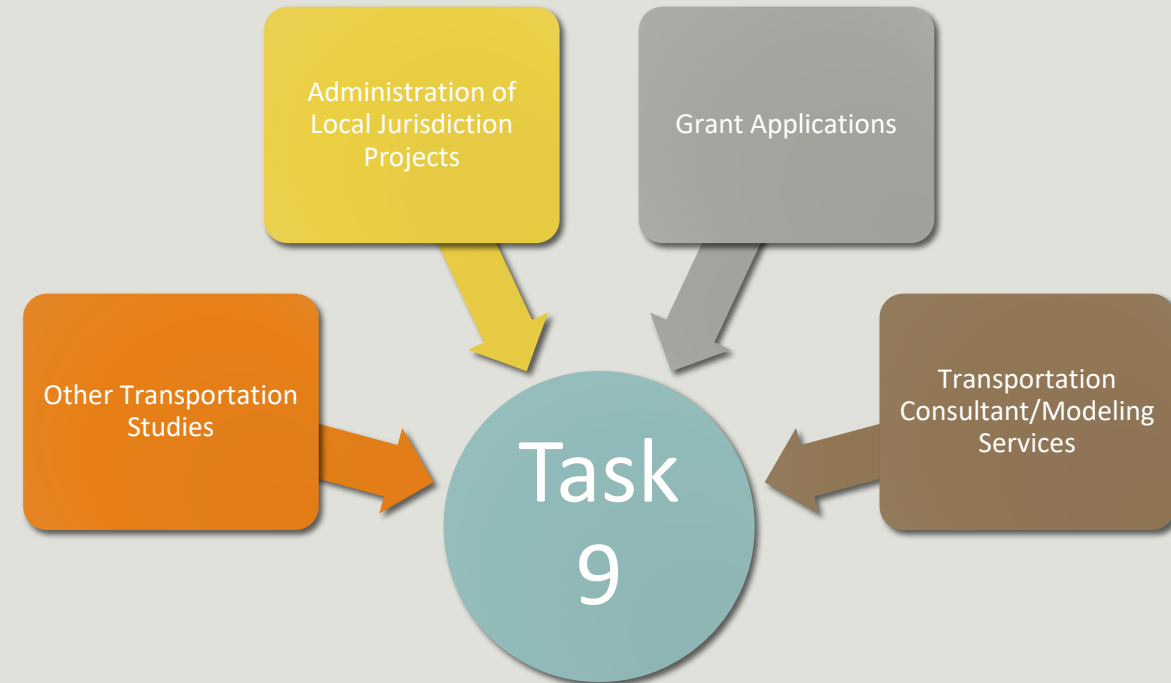 Administration of
Local Jurisdiction
Projects
Grant Applications
Other Transportation
Studies
Transportation
Consultant/Modeling
Services
Task
9